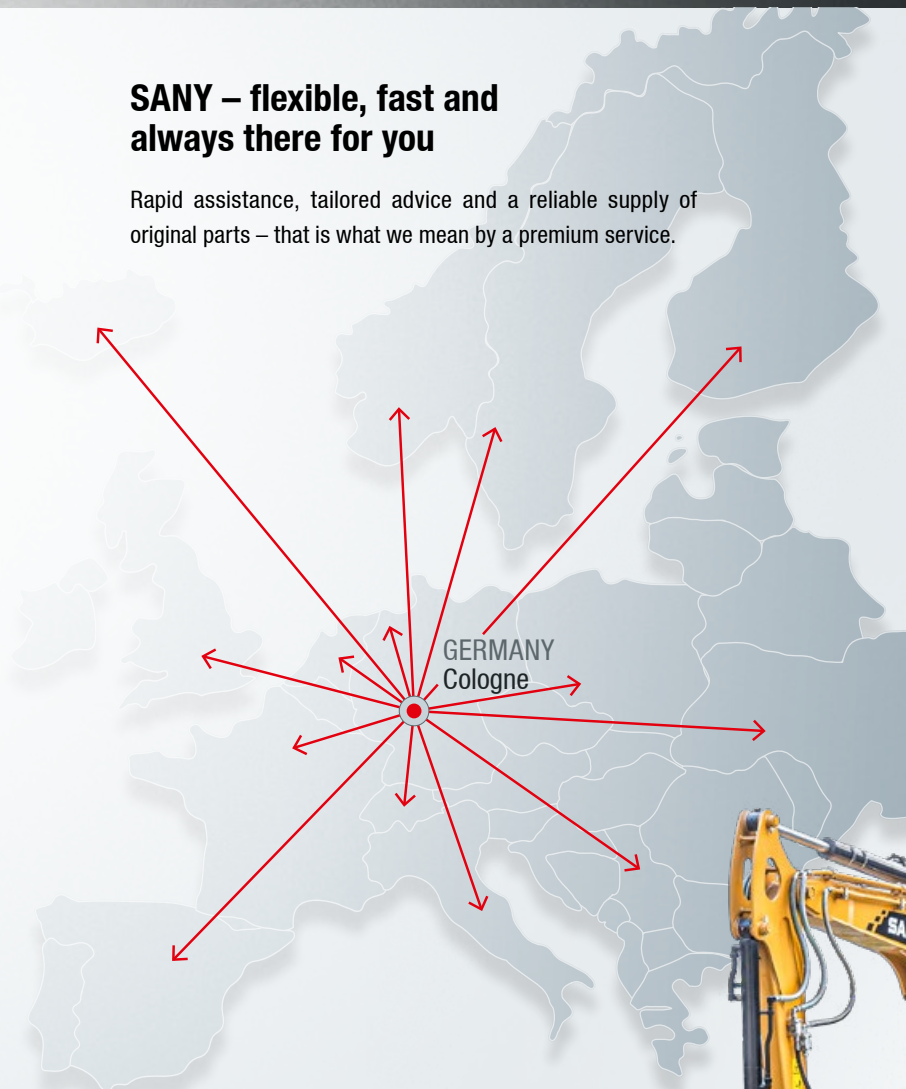 SANY – flexible, fast and
always there for you
Rapid assistance, tailored advice and a reliable supply of
original parts – that is what we mean by a premium service.
GERMANY
Cologne
SA